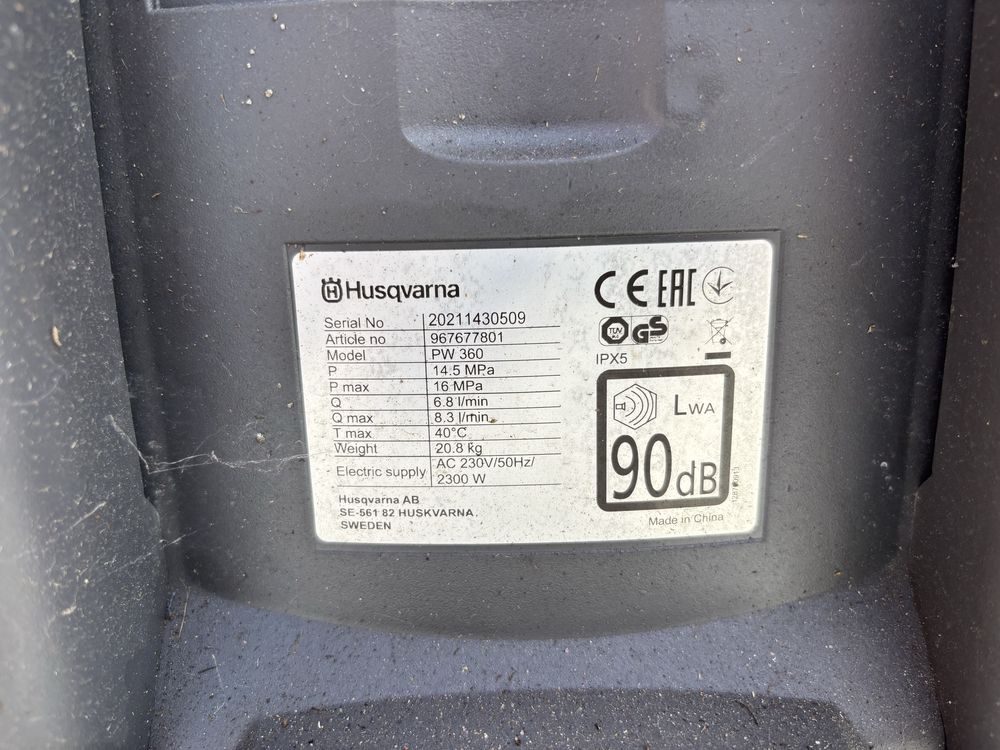 Husqvarna
Serial No 20211430509
Article no 967677801
Model PW 360
P 14.5 MPa
P max 16 MPa
Q 6.8 l/min
Q max 8.3 l/min
T max 40°C
Weight 20.8 kg
Electric supply AC 230V/50Hz/
2300 W
Husqvarna AB
SE-561 82 HUSKVARNA
SWEDEN
CE EAC
TÜV GS
IPX5
LWA
90dB
Made in China